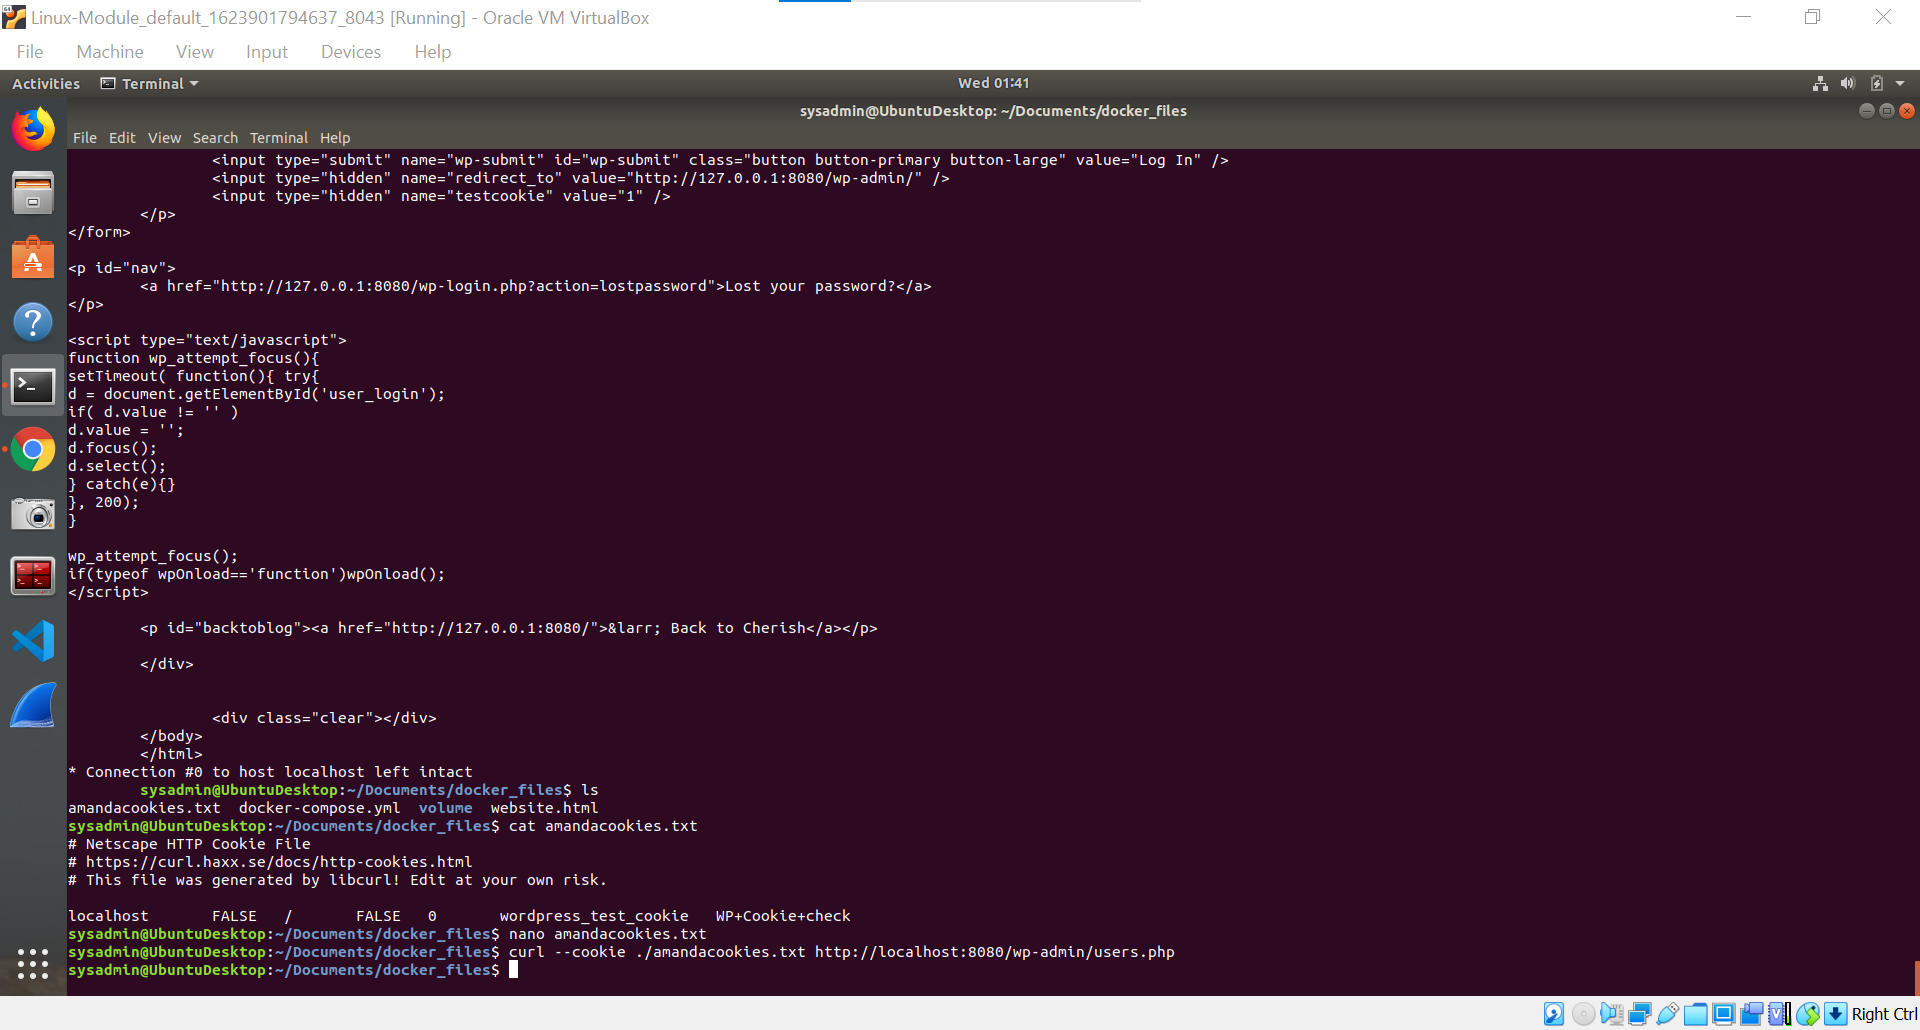 Linux-Module_default_1623901794637_8043 [Running] - Oracle VM VirtualBox
File Machine View Input Devices Help
Activities Terminal Wed 01:41
sysadmin@UbuntuDesktop: ~/Documents/docker_files
File Edit View Search Terminal Help
<input type="submit" name="wp-submit" id="wp-submit" class="button button-primary button-large" value="Log In" />
<input type="hidden" name="redirect_to" value="http://127.0.0.1:8080/wp-admin/" />
<input type="hidden" name="testcookie" value="1" />
</p>
</form>
<p id="nav">
<a href="http://127.0.0.1:8080/wp-login.php?action=lostpassword">Lost your password?</a>
</p>
<script type="text/javascript">
function wp_attempt_focus(){
setTimeout( function(){ try{
d = document.getElementById('user_login');
if( d.value != '' )
d.value = '';
d.focus();
d.select();
} catch(e){}
}, 200);
}
wp_attempt_focus();
if(typeof wpOnload=='function')wpOnload();
</script>
<p id="backtoblog"><a href="http://127.0.0.1:8080/">&larr; Back to Cherish</a></p>
</div>
<div class="clear"></div>
</body>
</html>
* Connection #0 to host localhost left intact
sysadmin@UbuntuDesktop:~/Documents/docker_files$ ls
amandacookies.txt docker-compose.yml volume website.html
sysadmin@UbuntuDesktop:~/Documents/docker_files$ cat amandacookies.txt
# Netscape HTTP Cookie File
# https://curl.haxx.se/docs/http-cookies.html
# This file was generated by libcurl! Edit at your own risk.
localhost FALSE / FALSE 0 wordpress_test_cookie WP+Cookie+check
sysadmin@UbuntuDesktop:~/Documents/docker_files$ nano amandacookies.txt
sysadmin@UbuntuDesktop:~/Documents/docker_files$ curl --cookie ./amandacookies.txt http://localhost:8080/wp-admin/users.php
sysadmin@UbuntuDesktop:~/Documents/docker_files$
Right Ctrl